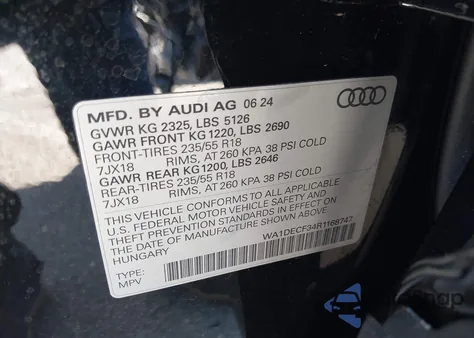 MFD. BY AUDI AG 06 24
GVWR KG 2325, LBS 5126
GAWR FRONT KG 1220, LBS 2690
FRONT-TIRES 235/55 R18
7JX18 RIMS, AT 260 KPA 38 PSI COLD
GAWR REAR KG1200, LBS 2646
REAR-TIRES 235/55 R18
7JX18 RIMS, AT 260 KPA 38 PSI COLD
THIS VEHICLE CONFORMS TO ALL APPLICABLE
U.S. FEDERAL MOTOR VEHICLE SAFETY AND
THEFT PREVENTION STANDARDS IN EFFECT ON
THE DATE OF MANUFACTURE SHOWN ABOVE.
HUNGARY
WA1DECF34R1168747
TYPE:
MPV